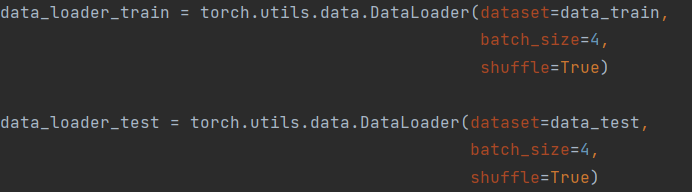 data_loader_train = torch.utils.data.DataLoader(dataset=data_train,
batch_size=4,
shuffle=True)
data_loader_test = torch.utils.data.DataLoader(dataset=data_test,
batch_size=4,
shuffle=True)